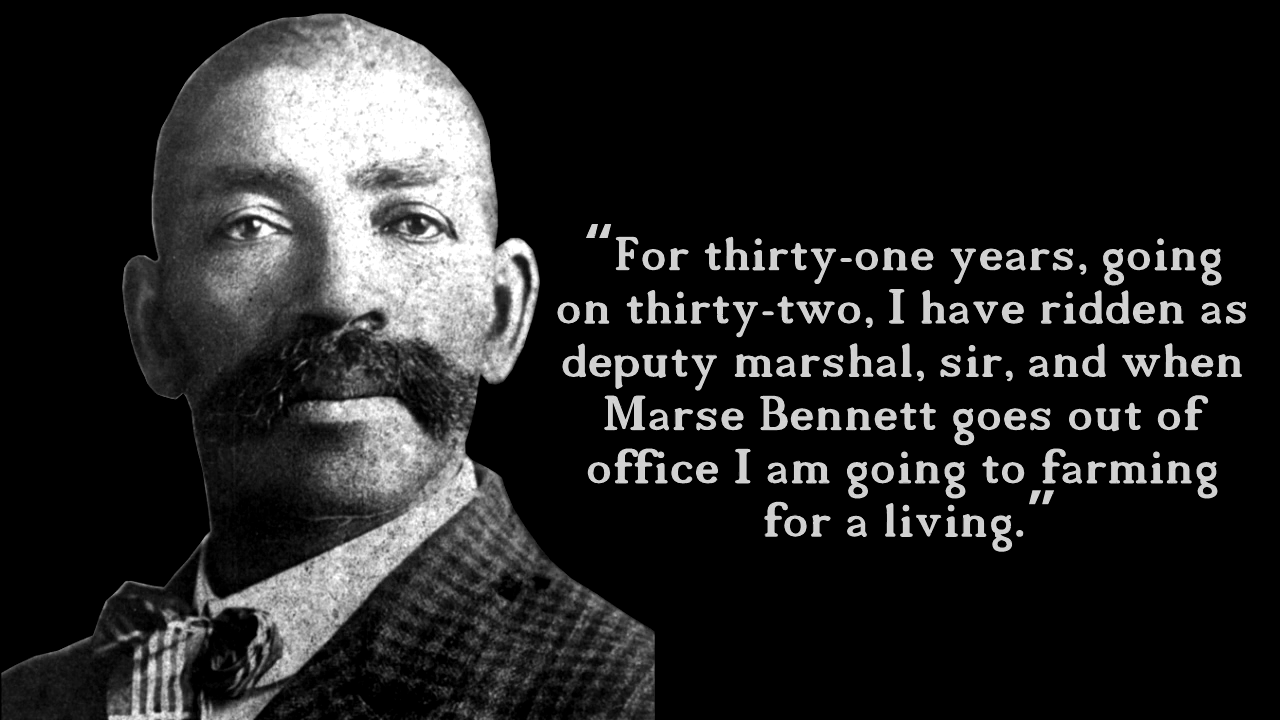 “For thirty-one years, going
on thirty-two, I have ridden as
deputy marshal, sir, and when
Marse Bennett goes out of
office I am going to farming
for a living.”